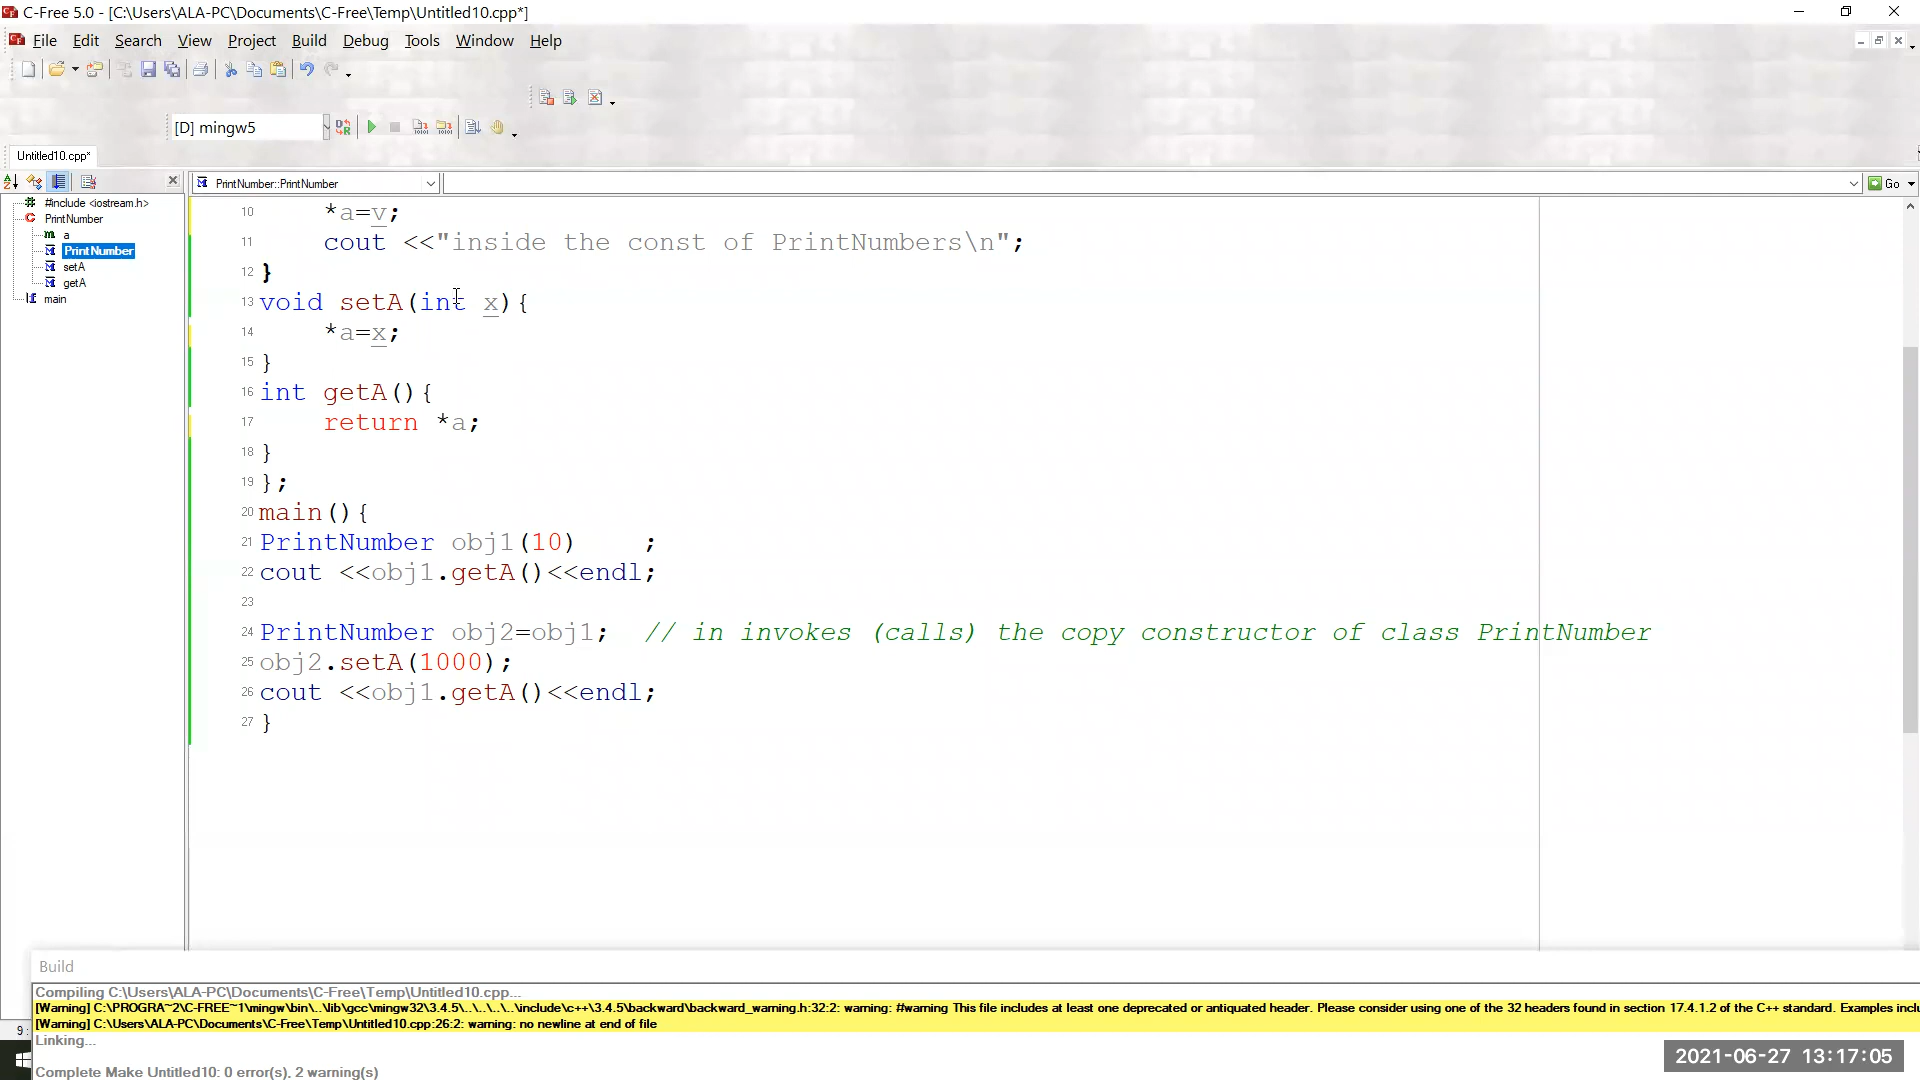 C-Free 5.0 - [C:\Users\ALA-PC\Documents\C-Free\Temp\Untitled10.cpp*]
File Edit Search View Project Build Debug Tools Window Help
[D] mingw5
Untitled10.cpp*
PrintNumber::PrintNumber
Go
#include <iostream.h>
PrintNumber
a
PrintNumber
setA
getA
main
10 *a=v;
11 cout <<"inside the const of PrintNumbers\n";
12 }
13 void setA(int x){
14 *a=x;
15 }
16 int getA(){
17 return *a;
18 }
19 };
20 main(){
21 PrintNumber obj1(10) ;
22 cout <<obj1.getA()<<endl;
23
24 PrintNumber obj2=obj1; // in invokes (calls) the copy constructor of class PrintNumber
25 obj2.setA(1000);
26 cout <<obj1.getA()<<endl;
27 }
Build
Compiling C:\Users\ALA-PC\Documents\C-Free\Temp\Untitled10.cpp...
[Warning] C:\PROGRA~2\C-FREE~1\mingw\bin\..\lib\gcc\mingw32\3.4.5\..\..\..\..\include\c++\3.4.5\backward\backward_warning.h:32:2: warning: #warning This file includes at least one deprecated or antiquated header. Please consider using one of the 32 headers found in section 17.4.1.2 of the C++ standard. Examples inclu
[Warning] C:\Users\ALA-PC\Documents\C-Free\Temp\Untitled10.cpp:26:2: warning: no newline at end of file
9:
Linking...
Complete Make Untitled10: 0 error(s), 2 warning(s)
2021-06-27 13:17:05